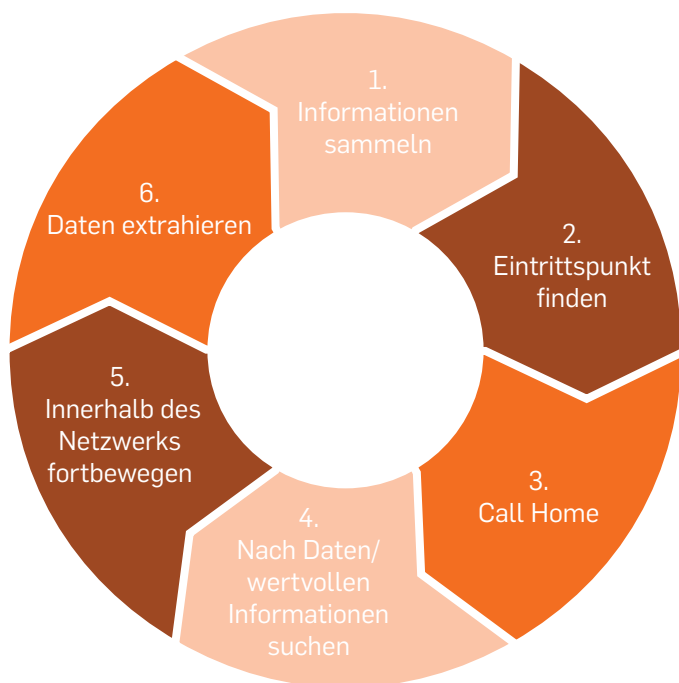 1.
Informationen
sammeln
2.
Eintrittspunkt
finden
3.
Call Home
4.
Nach Daten/
wertvollen
Informationen
suchen
5.
Innerhalb des
Netzwerks
fortbewegen
6.
Daten extrahieren